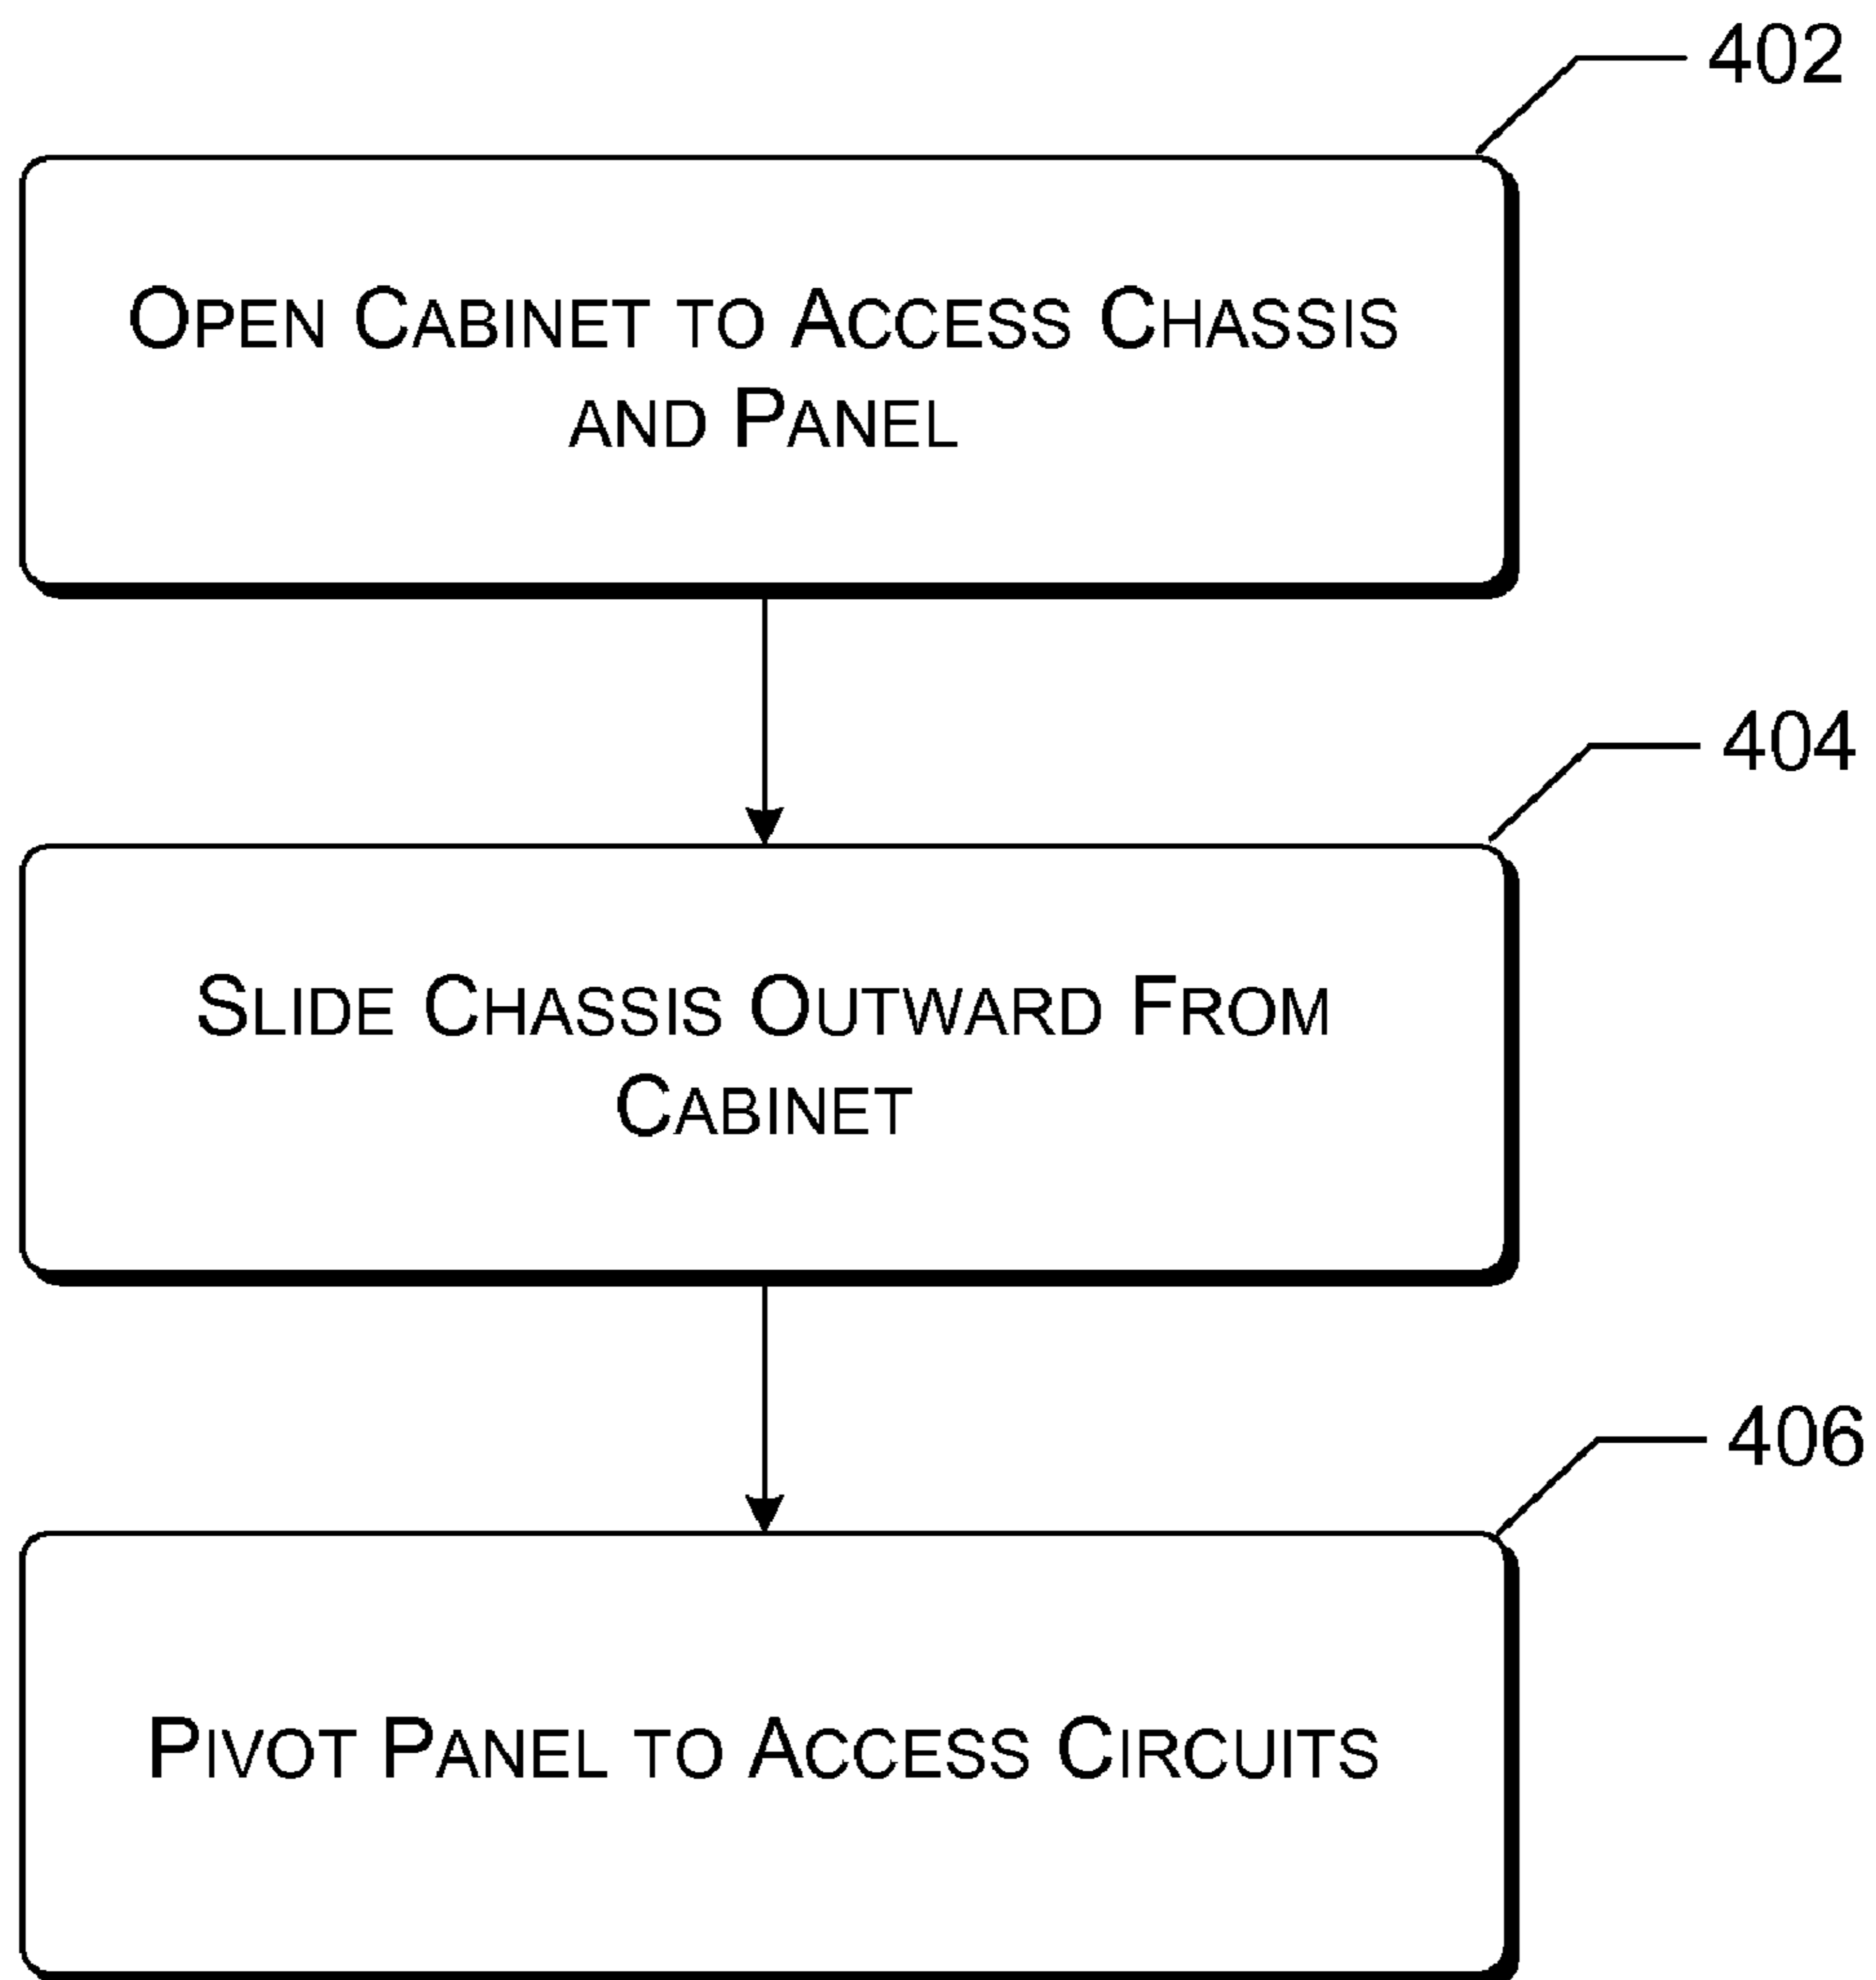 402
Open Cabinet to Access Chassis
and Panel
404
Slide Chassis Outward From
Cabinet
406
Pivot Panel to Access Circuits